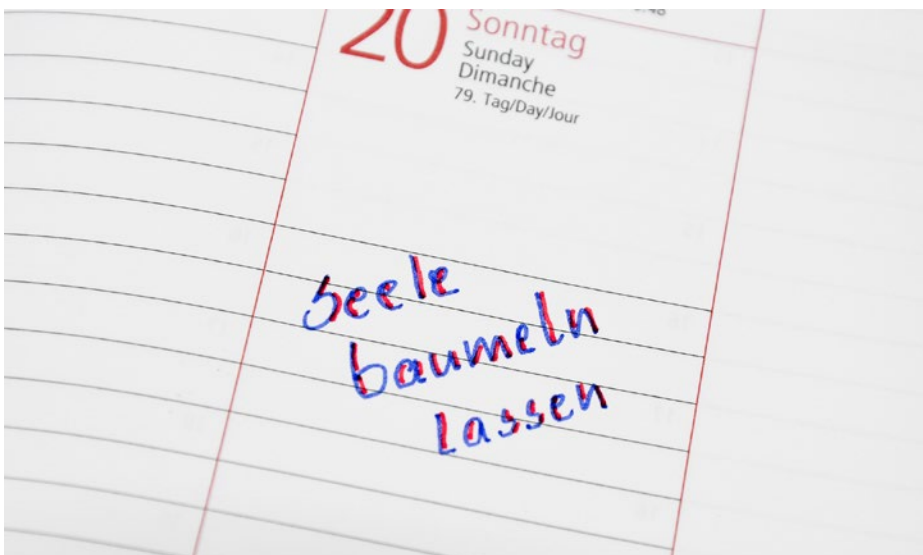 20 Sonntag
Sunday
Dimanche
79. Tag/Day/Jour
Seele
baumeln
lassen